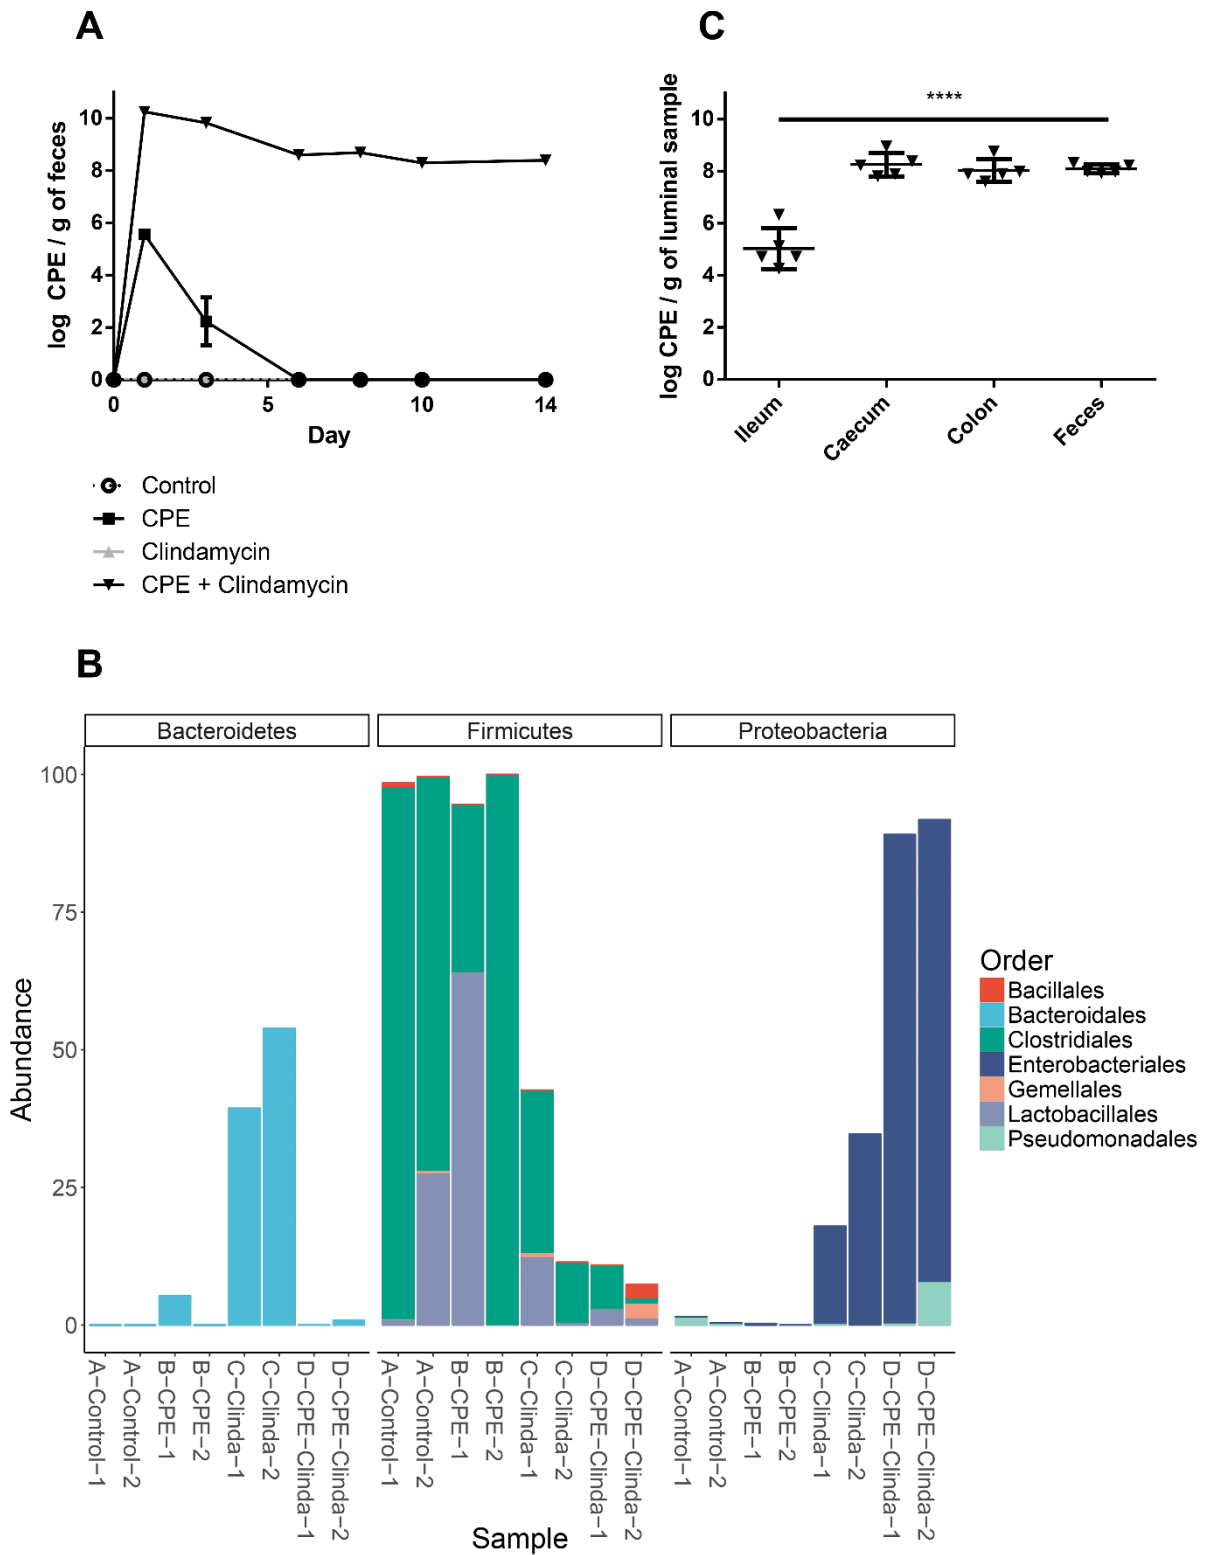 A
log CPE / g of feces
10
8
6
4
2
0
0
5
10
14
Day
Control
CPE
Clindamycin
CPE + Clindamycin
C
****
log CPE / g of luminal sample
10
8
6
4
2
0
Ileum
Caecum
Colon
Feces
B
Bacteroidetes
Firmicutes
Proteobacteria
Abundance
100
75
50
25
0
A-Control-1
A-Control-2
B-CPE-1
B-CPE-2
C-Clinda-1
C-Clinda-2
D-CPE-Clinda-1
D-CPE-Clinda-2
A-Control-1
A-Control-2
B-CPE-1
B-CPE-2
C-Clinda-1
C-Clinda-2
D-CPE-Clinda-1
D-CPE-Clinda-2
A-Control-1
A-Control-2
B-CPE-1
B-CPE-2
C-Clinda-1
C-Clinda-2
D-CPE-Clinda-1
D-CPE-Clinda-2
Sample
Order
Bacillales
Bacteroidales
Clostridiales
Enterobacteriales
Gemellales
Lactobacillales
Pseudomonadales